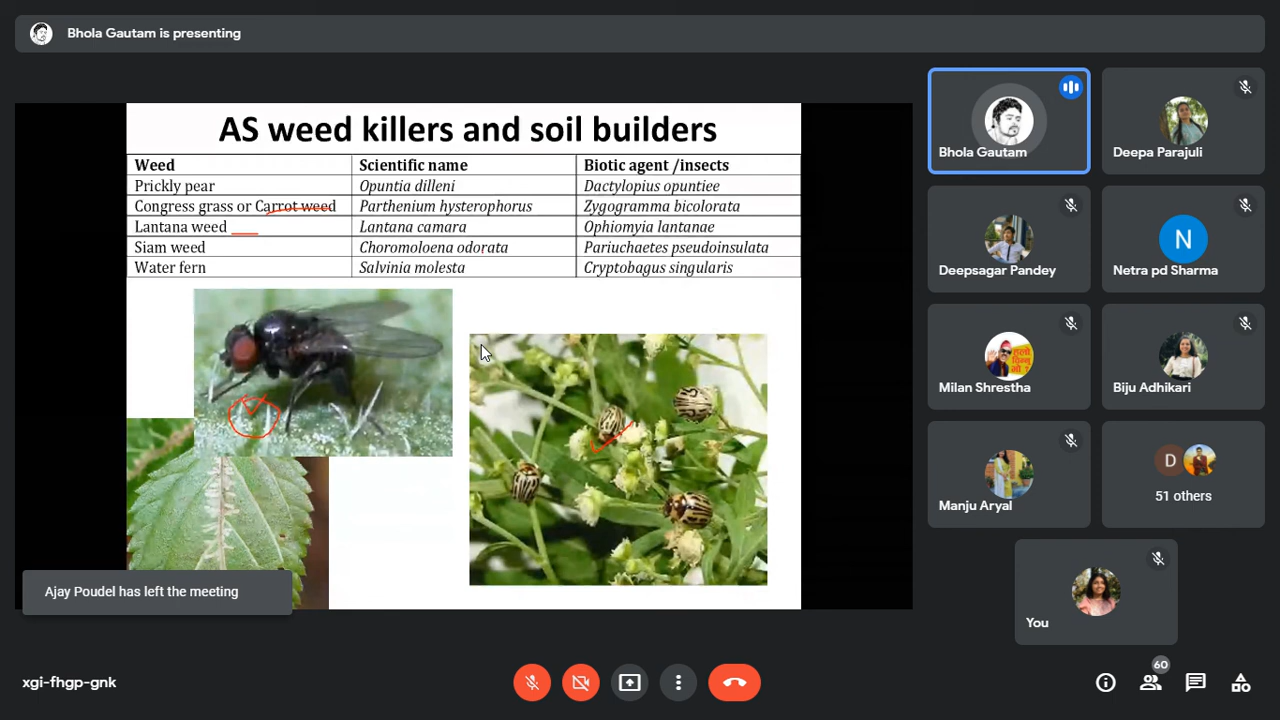 Bhola Gautam is presenting
AS weed killers and soil builders
Weed Scientific name Biotic agent /insects
Prickly pear Opuntia dilleni Dactylopius opuntiee
Congress grass or Carrot weed Parthenium hysterophorus Zygogramma bicolorata
Lantana weed Lantana camara Ophiomyia lantanae
Siam weed Choromoloena odorata Pariuchaetes pseudoinsulata
Water fern Salvinia molesta Cryptobagus singularis
Ajay Poudel has left the meeting
Bhola Gautam
Deepa Parajuli
Deepsagar Pandey
N
Netra pd Sharma
Milan Shrestha
Biju Adhikari
Manju Aryal
D
51 others
You
xgi-fhgp-gnk
60